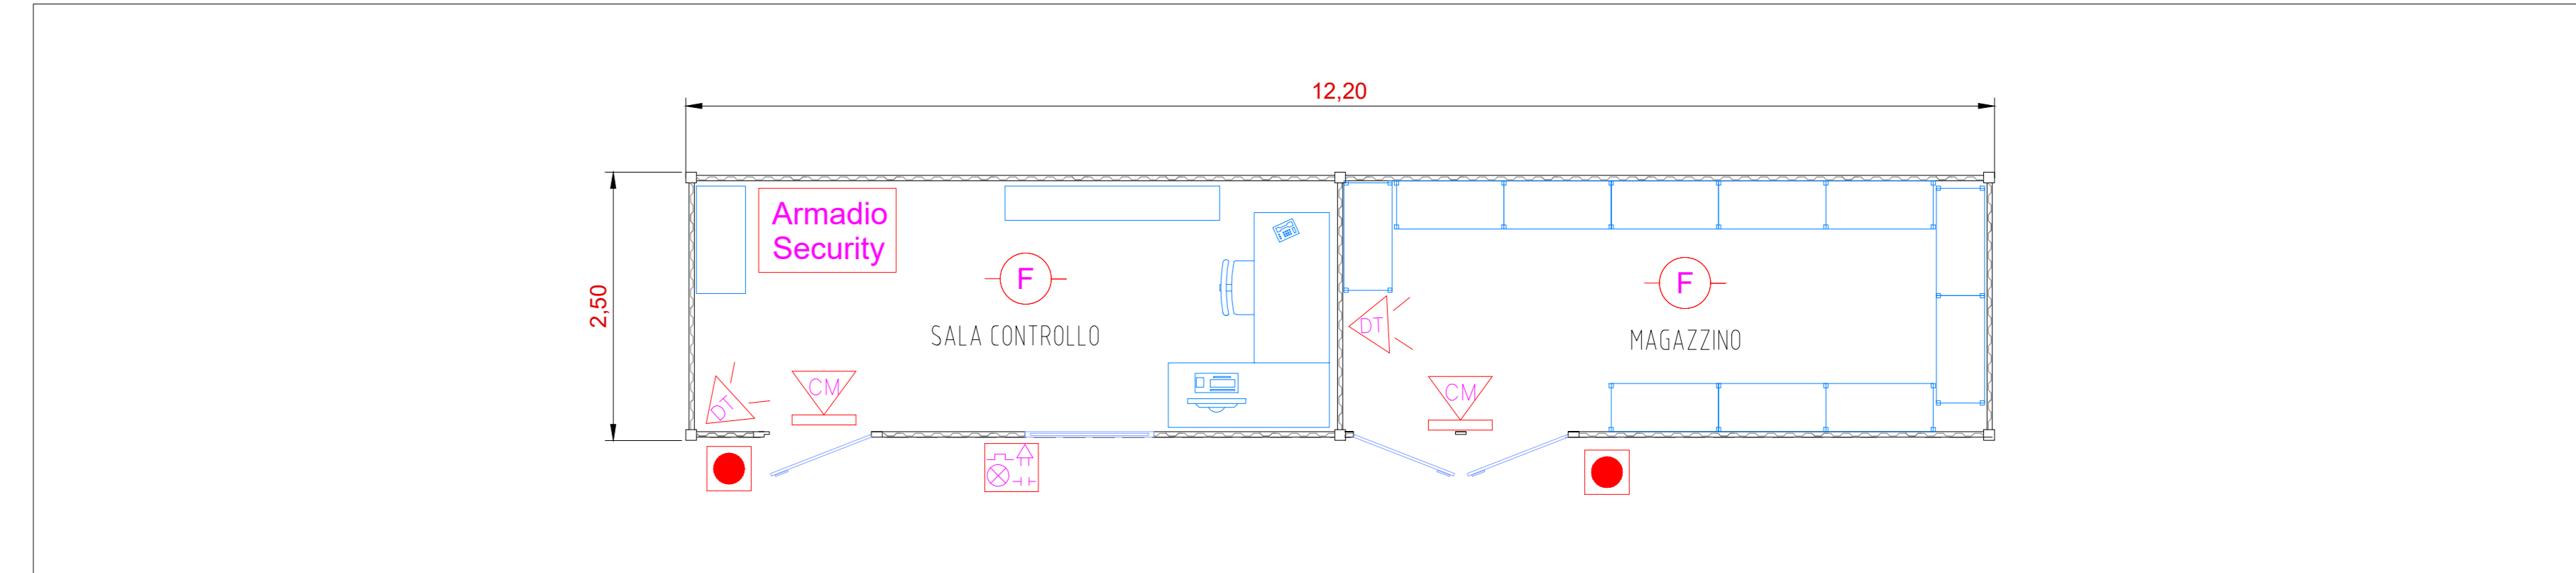 12,20
2,50
Armadio
Security
F
SALA CONTROLLO
DT
CM
F
MAGAZZINO
DT
CM